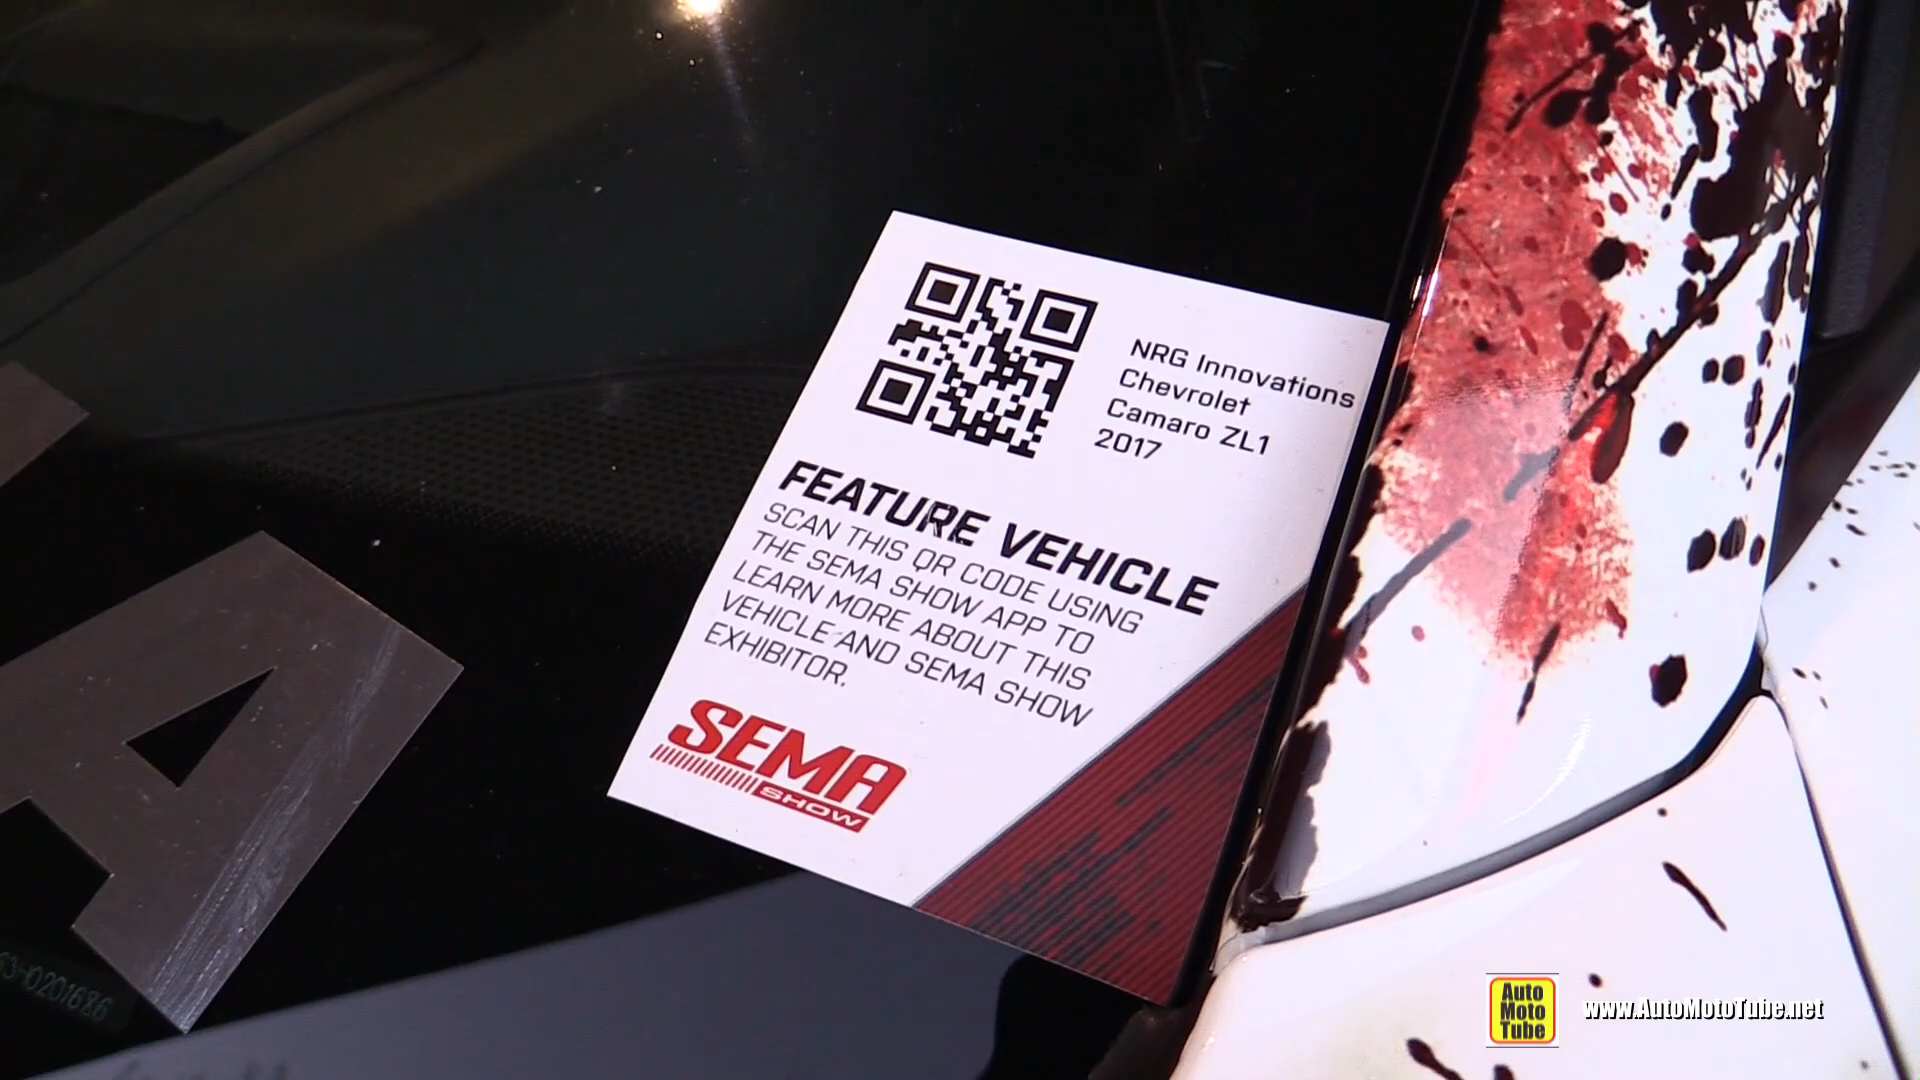 NRG Innovations
Chevrolet
Camaro ZL1
2017
FEATURE VEHICLE
SCAN THIS QR CODE USING
THE SEMA SHOW APP TO
LEARN MORE ABOUT THIS
VEHICLE AND SEMA SHOW
EXHIBITOR.
SEMA
SHOW
A
Auto
Moto
Tube
www.AutoMotoTube.net